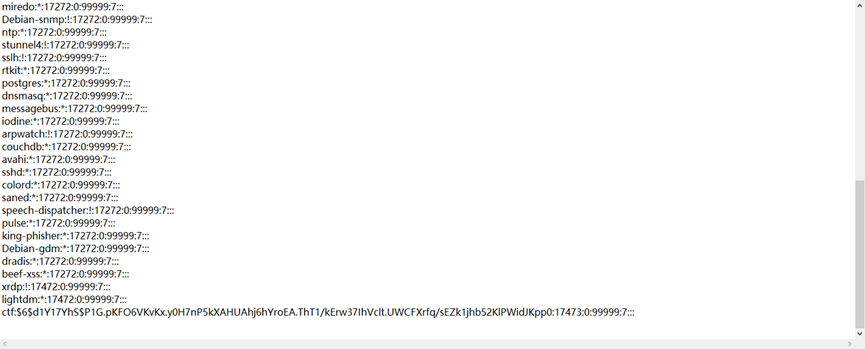 miredo:*:17272:0:99999:7:::
Debian-snmp:!:17272:0:99999:7:::
ntp:*:17272:0:99999:7:::
stunnel4:!:17272:0:99999:7:::
sslh:!:17272:0:99999:7:::
rtkit:*:17272:0:99999:7:::
postgres:*:17272:0:99999:7:::
dnsmasq:*:17272:0:99999:7:::
messagebus:*:17272:0:99999:7:::
iodine:*:17272:0:99999:7:::
arpwatch:!:17272:0:99999:7:::
couchdb:*:17272:0:99999:7:::
avahi:*:17272:0:99999:7:::
sshd:*:17272:0:99999:7:::
colord:*:17272:0:99999:7:::
saned:*:17272:0:99999:7:::
speech-dispatcher:!:17272:0:99999:7:::
pulse:*:17272:0:99999:7:::
king-phisher:*:17272:0:99999:7:::
Debian-gdm:*:17272:0:99999:7:::
dradis:*:17272:0:99999:7:::
beef-xss:*:17272:0:99999:7:::
xrdp:!:17472:0:99999:7:::
lightdm:*:17472:0:99999:7:::
ctf:$6$d1Y17YhS$P1G.pKFO6VKvKx.y0H7nP5kXAHUAhj6hYroEA.ThT1/kErw37IhVclt.UWCFXrfq/sEZk1jhb52KlPWidJKpp0:17473:0:99999:7:::